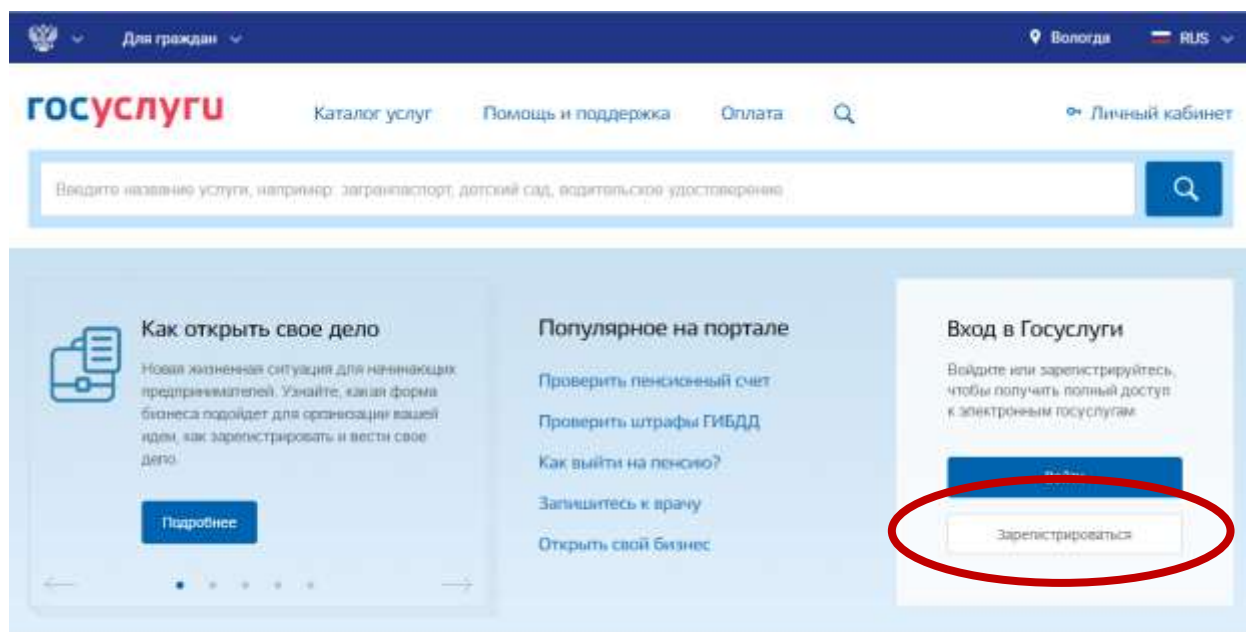 Для граждан
Вологда
RUS
госуслуги
Каталог услуг
Помощь и поддержка
Оплата
Личный кабинет
Введите название услуги, например: загранпаспорт, детский сад, водительское удостоверение
Как открыть свое дело
Новая жизненная ситуация для начинающих
предпринимателей. Узнайте, какая форма
бизнеса подойдет для организации вашей
идеи, как зарегистрировать и вести свое
дело.
Подробнее
Популярное на портале
Проверить пенсионный счет
Проверить штрафы ГИБДД
Как выйти на пенсию?
Запишитесь к врачу
Открыть свой бизнес
Вход в Госуслуги
Войдите или зарегистрируйтесь,
чтобы получить полный доступ
к электронным госуслугам
Войти
Зарегистрироваться